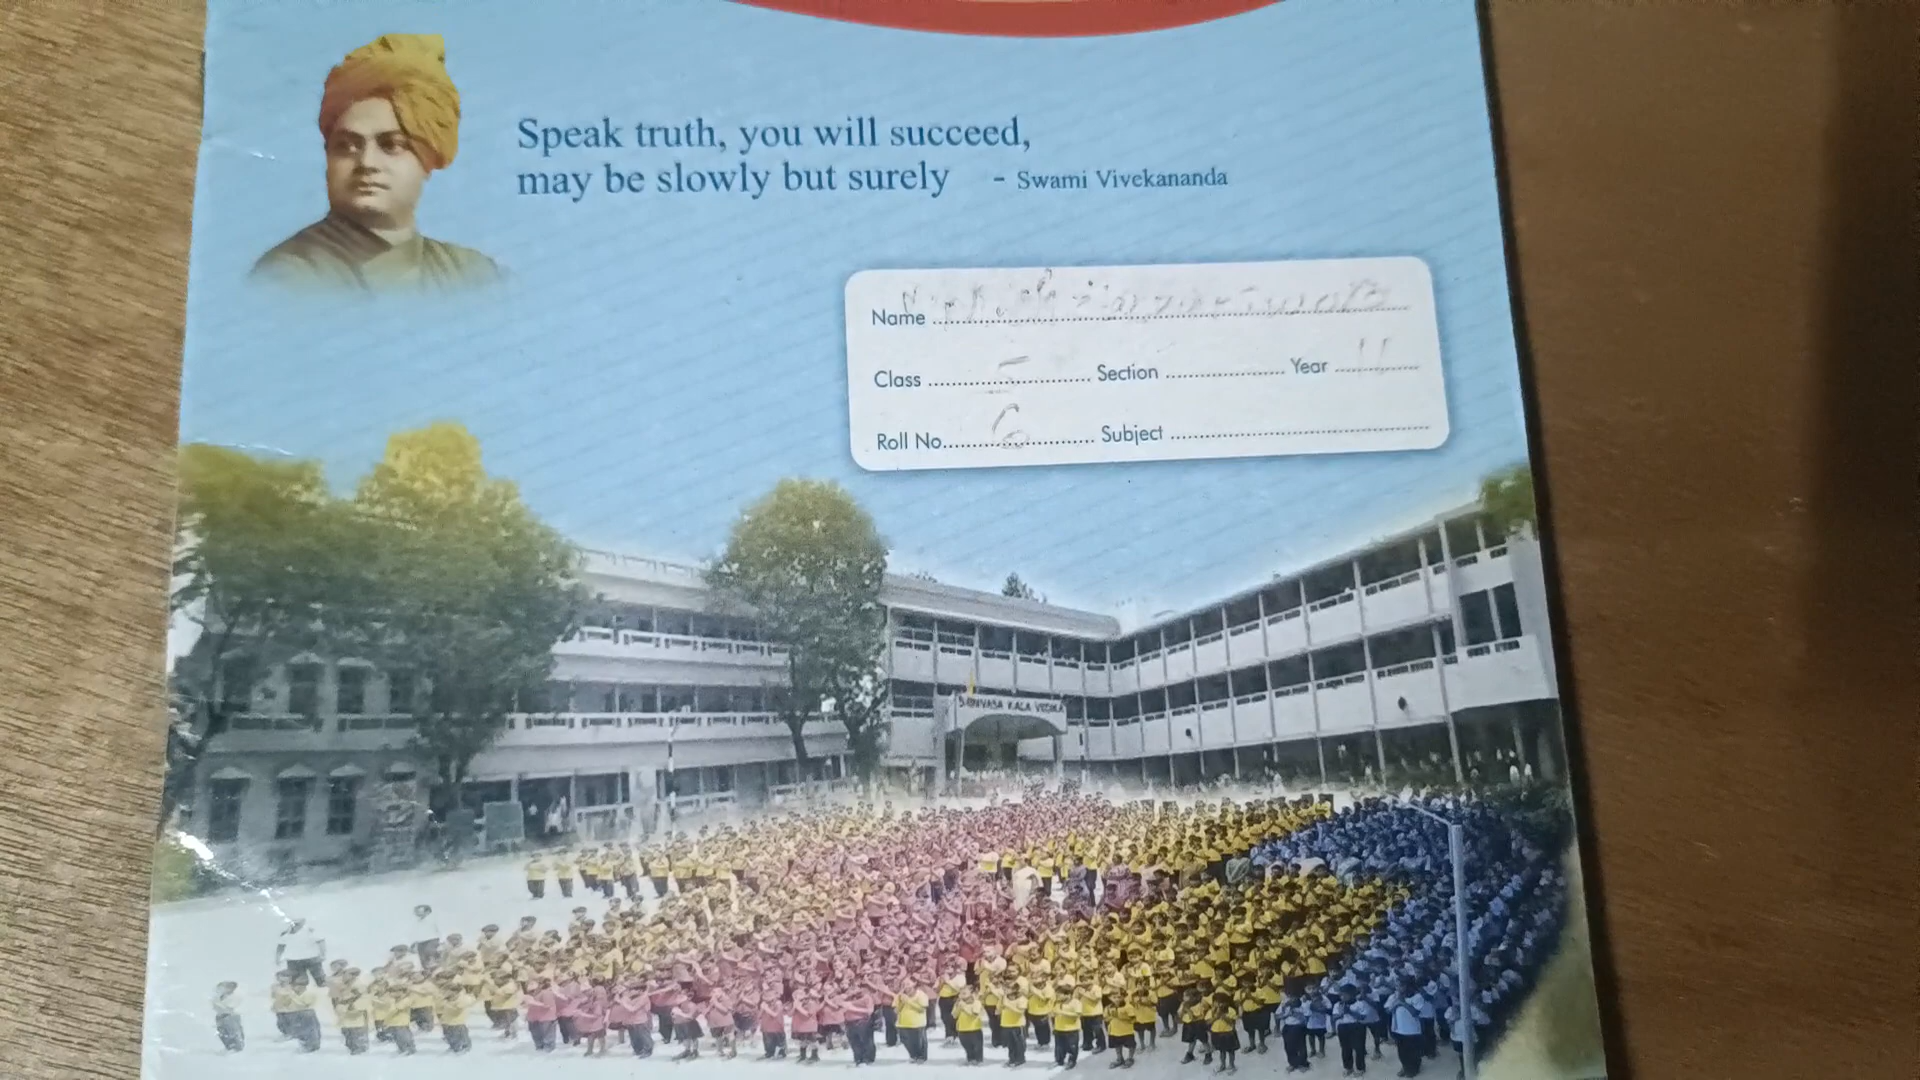 Speak truth, you will succeed,
may be slowly but surely - Swami Vivekananda
Name
Class 5 Section Year
Roll No. 6 Subject
SRINIVASA KALA VEDIKA